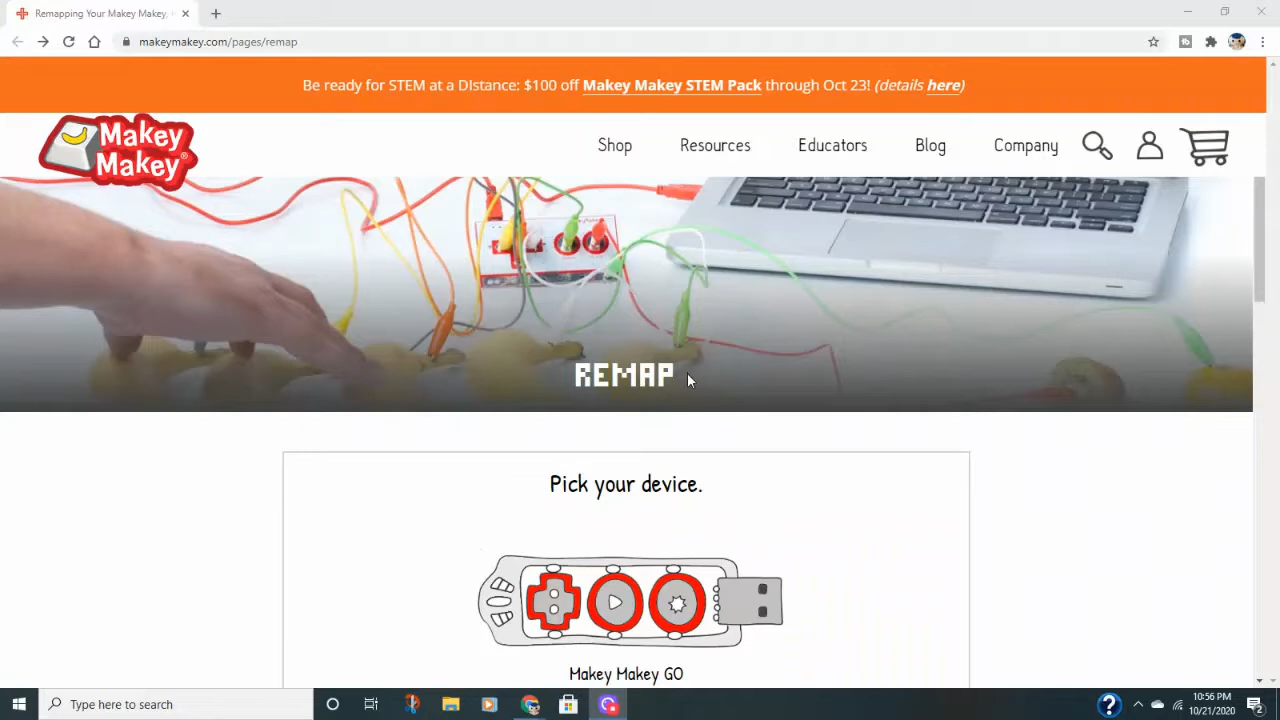 Remapping Your Makey Makey,
makeymakey.com/pages/remap
Be ready for STEM at a DIstance: $100 off Makey Makey STEM Pack through Oct 23! (details here)
Makey Makey®
Shop Resources Educators Blog Company
REMAP
Pick your device.
Makey Makey GO
Type here to search
10:56 PM
10/21/2020
2